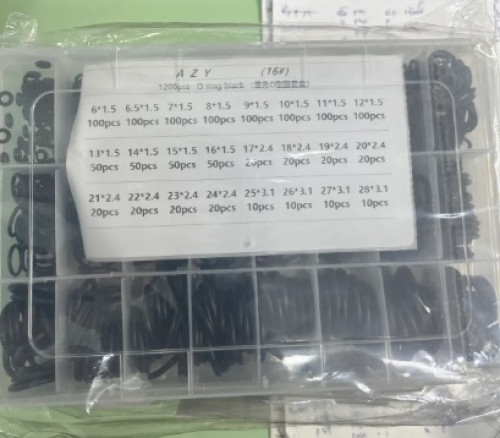 A Z Y (16#)
1200pcs O ring black
6*1.5 6.5*1.5 7*1.5 8*1.5 9*1.5 10*1.5 11*1.5 12*1.5
100pcs 100pcs 100pcs 100pcs 100pcs 100pcs 100pcs 100pcs
13*1.5 14*1.5 15*1.5 16*1.5 17*2.4 18*2.4 19*2.4 20*2.4
50pcs 50pcs 50pcs 50pcs 20pcs 20pcs 20pcs 20pcs
21*2.4 22*2.4 23*2.4 24*2.4 25*3.1 26*3.1 27*3.1 28*3.1
20pcs 20pcs 20pcs 20pcs 10pcs 10pcs 10pcs 10pcs